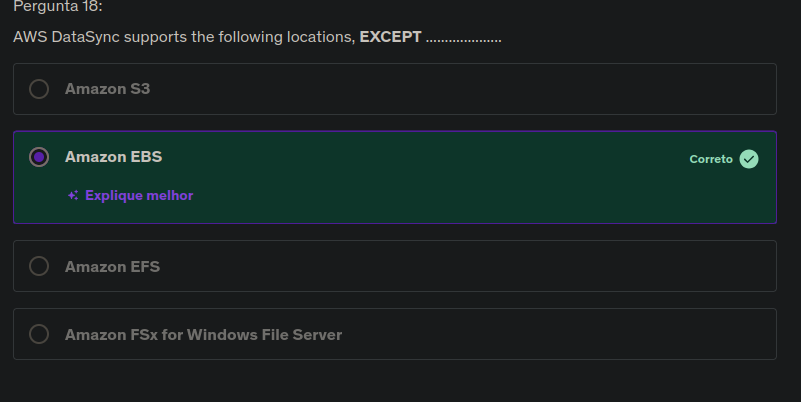 Pergunta 18:
AWS DataSync supports the following locations, EXCEPT ....................
Amazon S3
Amazon EBS
Correto
Explique melhor
Amazon EFS
Amazon FSx for Windows File Server